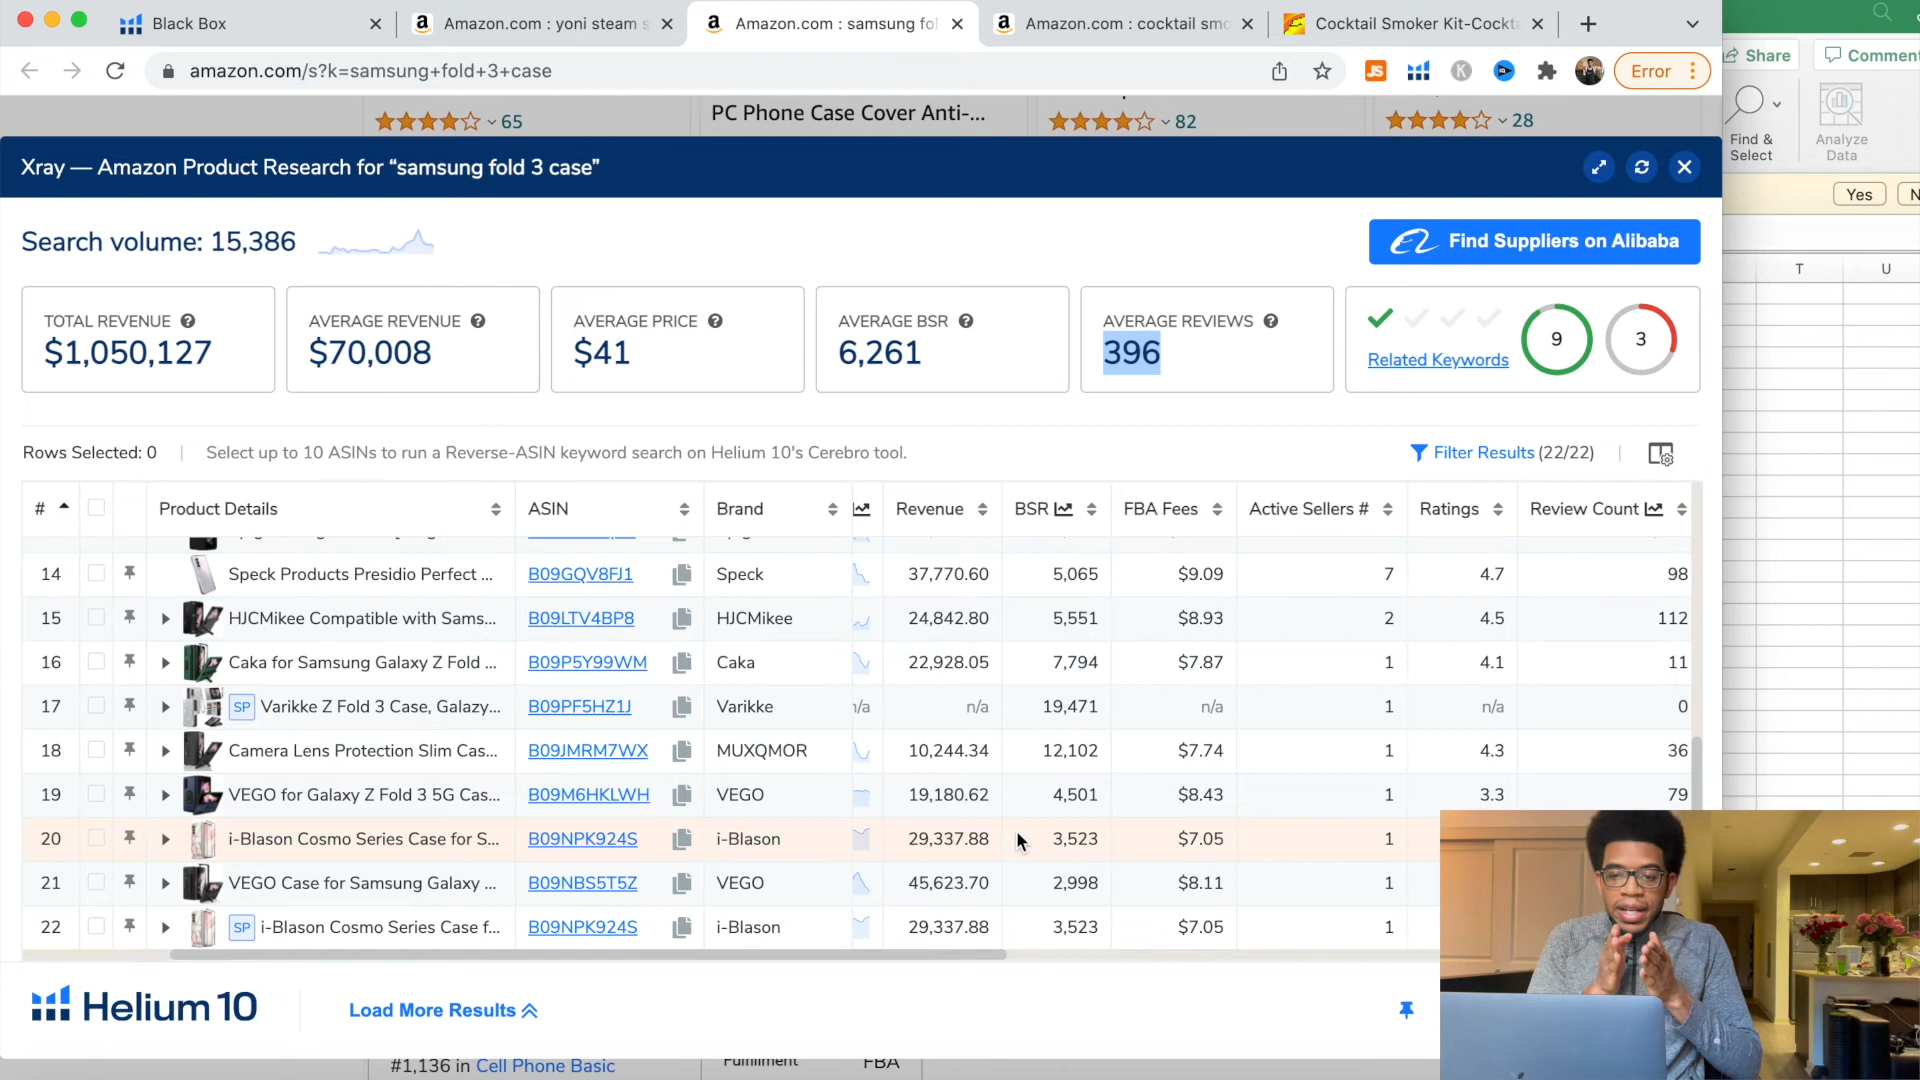 Black Box
Amazon.com : yoni steam s
Amazon.com : samsung fol
Amazon.com : cocktail smo
Cocktail Smoker Kit-Cockta
amazon.com/s?k=samsung+fold+3+case
Error
Share
Commen
Find &
Select
Analyze
Data
Yes
N
T
U
65
PC Phone Case Cover Anti-...
82
28
Xray — Amazon Product Research for “samsung fold 3 case”
Search volume: 15,386
Find Suppliers on Alibaba
TOTAL REVENUE
$1,050,127
AVERAGE REVENUE
$70,008
AVERAGE PRICE
$41
AVERAGE BSR
6,261
AVERAGE REVIEWS
396
Related Keywords
9
3
Rows Selected: 0
Select up to 10 ASINs to run a Reverse-ASIN keyword search on Helium 10's Cerebro tool.
Filter Results (22/22)
# Product Details ASIN Brand Revenue BSR FBA Fees Active Sellers # Ratings Review Count
14 Speck Products Presidio Perfect ... B09GQV8FJ1 Speck 37,770.60 5,065 $9.09 7 4.7 98
15 HJCMikee Compatible with Sams... B09LTV4BP8 HJCMikee 24,842.80 5,551 $8.93 2 4.5 112
16 Caka for Samsung Galaxy Z Fold ... B09P5Y99WM Caka 22,928.05 7,794 $7.87 1 4.1 11
17 SP Varikke Z Fold 3 Case, Galazy... B09PF5HZ1J Varikke n/a n/a 19,471 n/a 1 n/a 0
18 Camera Lens Protection Slim Cas... B09JMRM7WX MUXQMOR 10,244.34 12,102 $7.74 1 4.3 36
19 VEGO for Galaxy Z Fold 3 5G Cas... B09M6HKLWH VEGO 19,180.62 4,501 $8.43 1 3.3 79
20 i-Blason Cosmo Series Case for S... B09NPK924S i-Blason 29,337.88 3,523 $7.05 1
21 VEGO Case for Samsung Galaxy ... B09NBS5T5Z VEGO 45,623.70 2,998 $8.11 1
22 SP i-Blason Cosmo Series Case f... B09NPK924S i-Blason 29,337.88 3,523 $7.05 1
Helium 10
Load More Results
#1,136 in Cell Phone Basic
Fulfillment
FBA